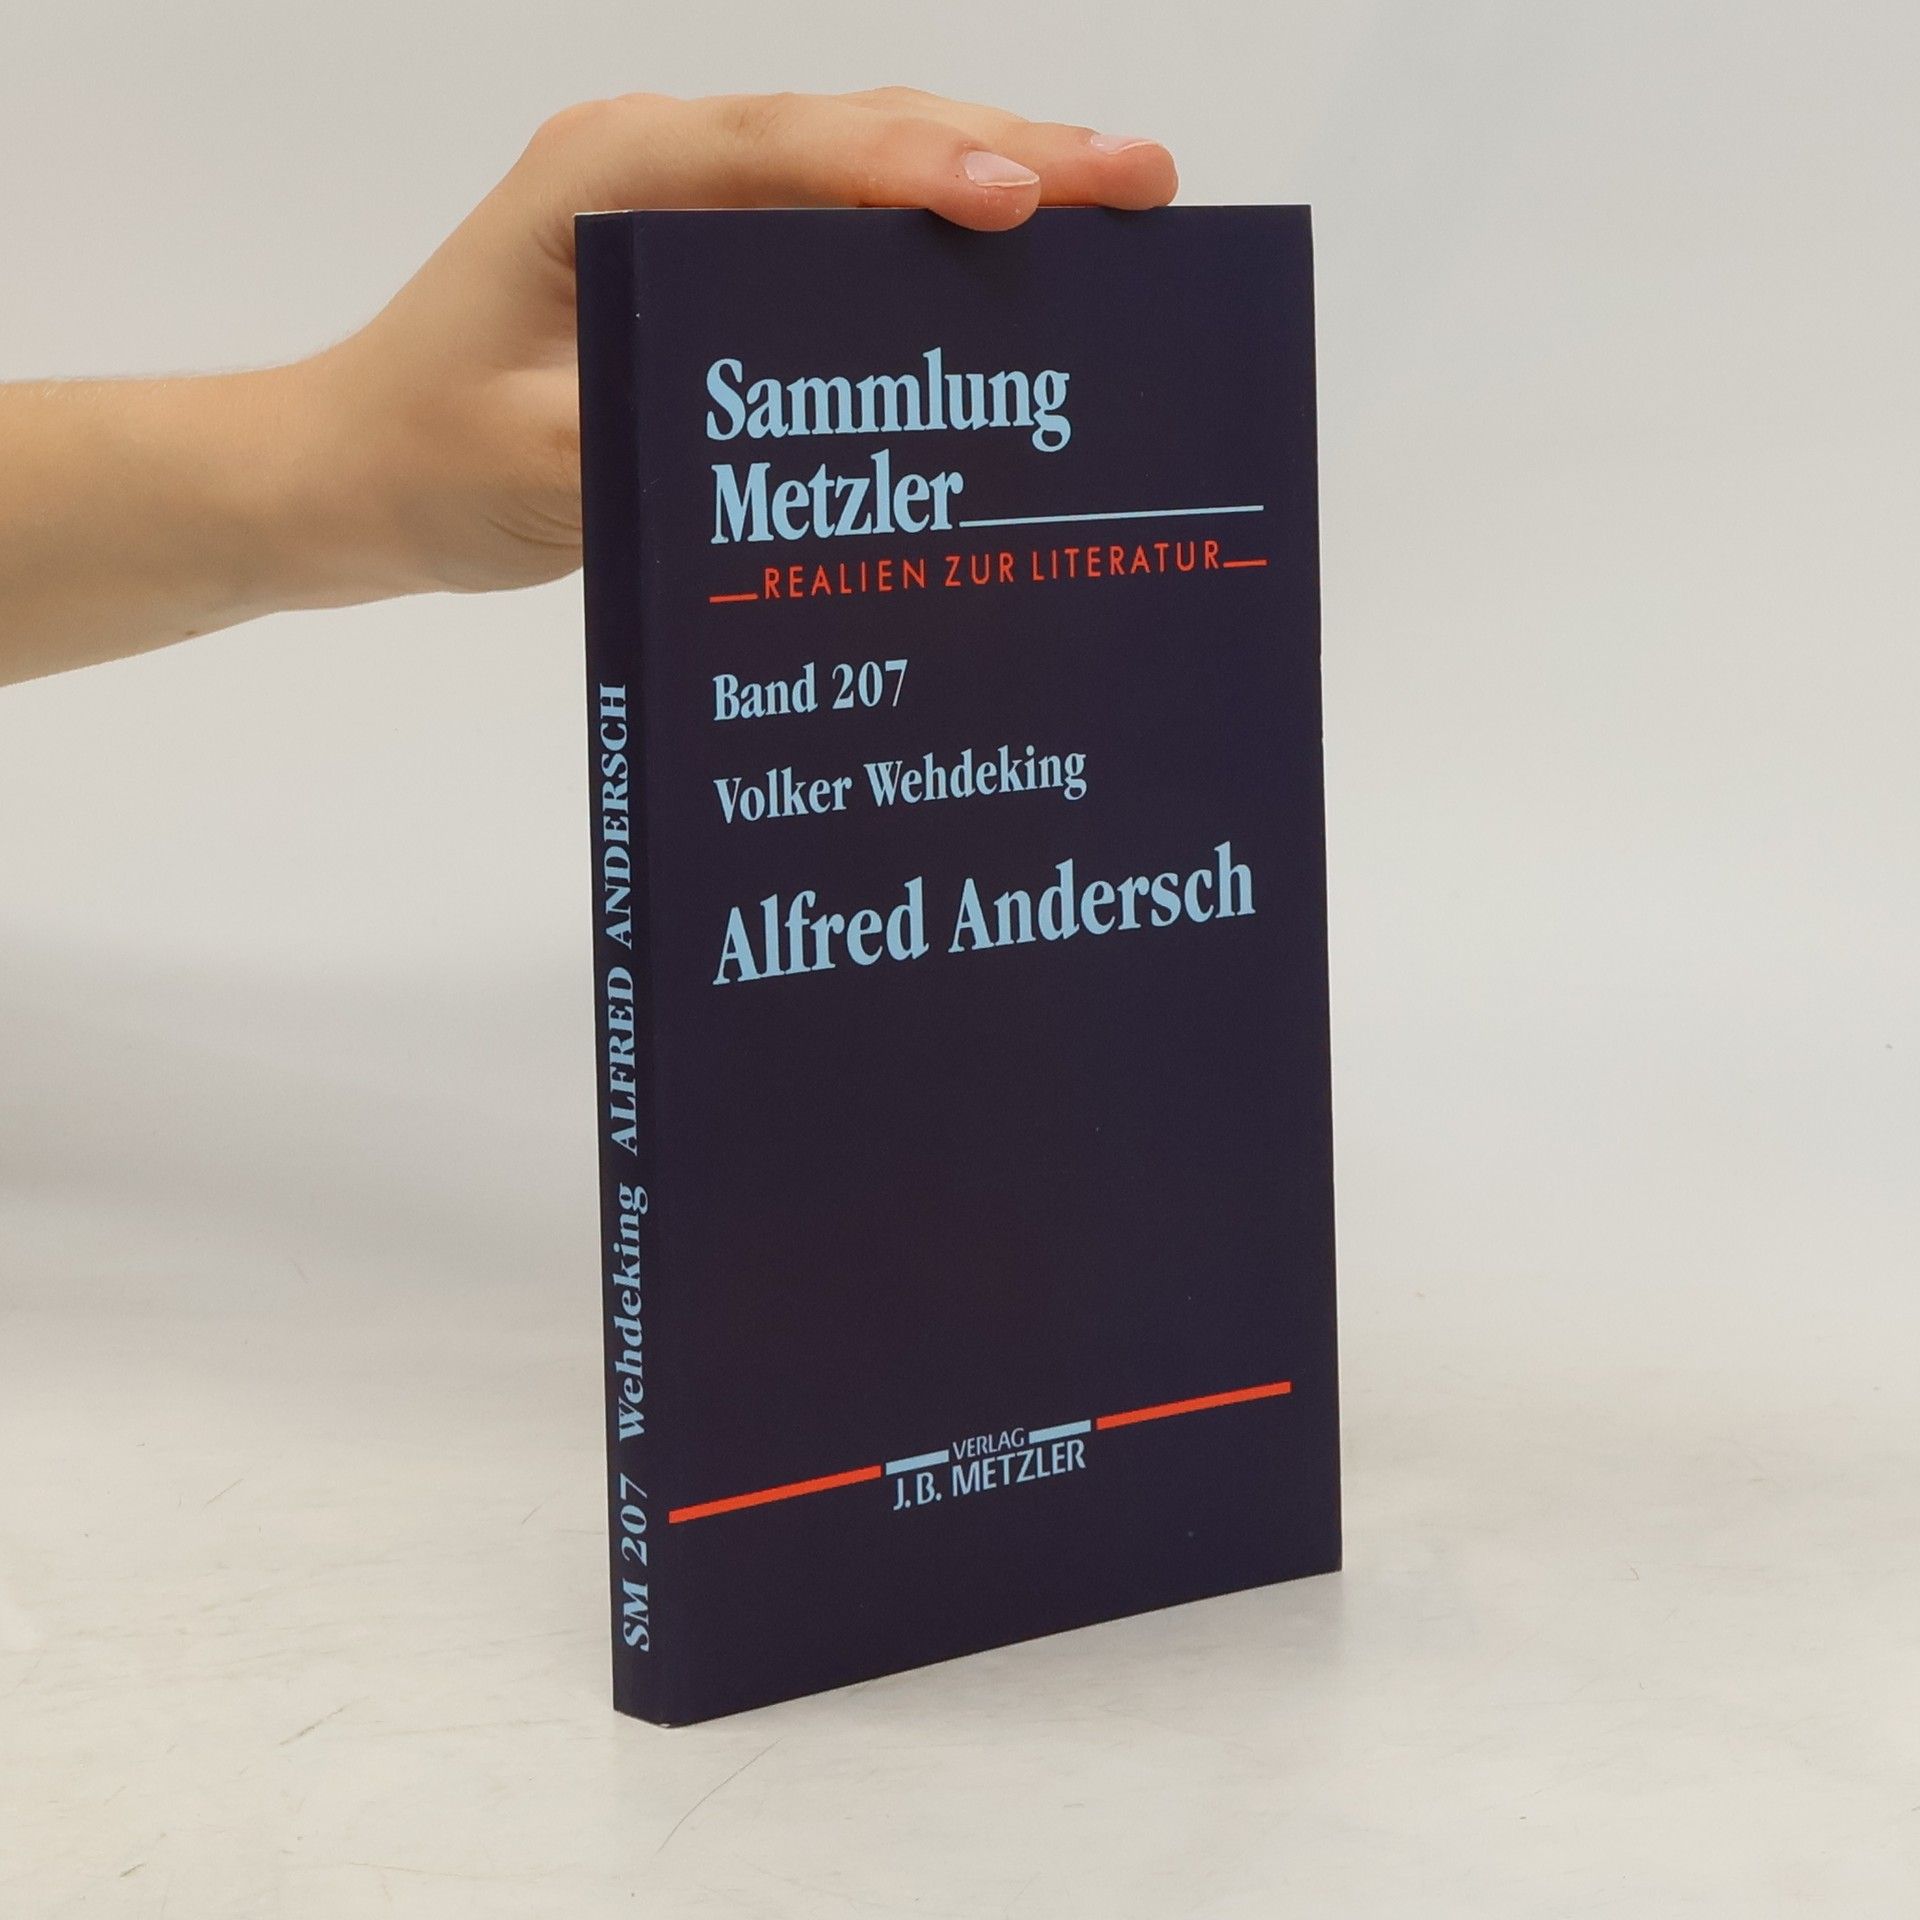 Sammlung
Metzler
REALIEN ZUR LITERATUR
Band 207
Volker Wehdeking
Alfred Andersch
VERLAG
J.B. METZLER
SM 207 Wehdeking ALFRED ANDERSCH